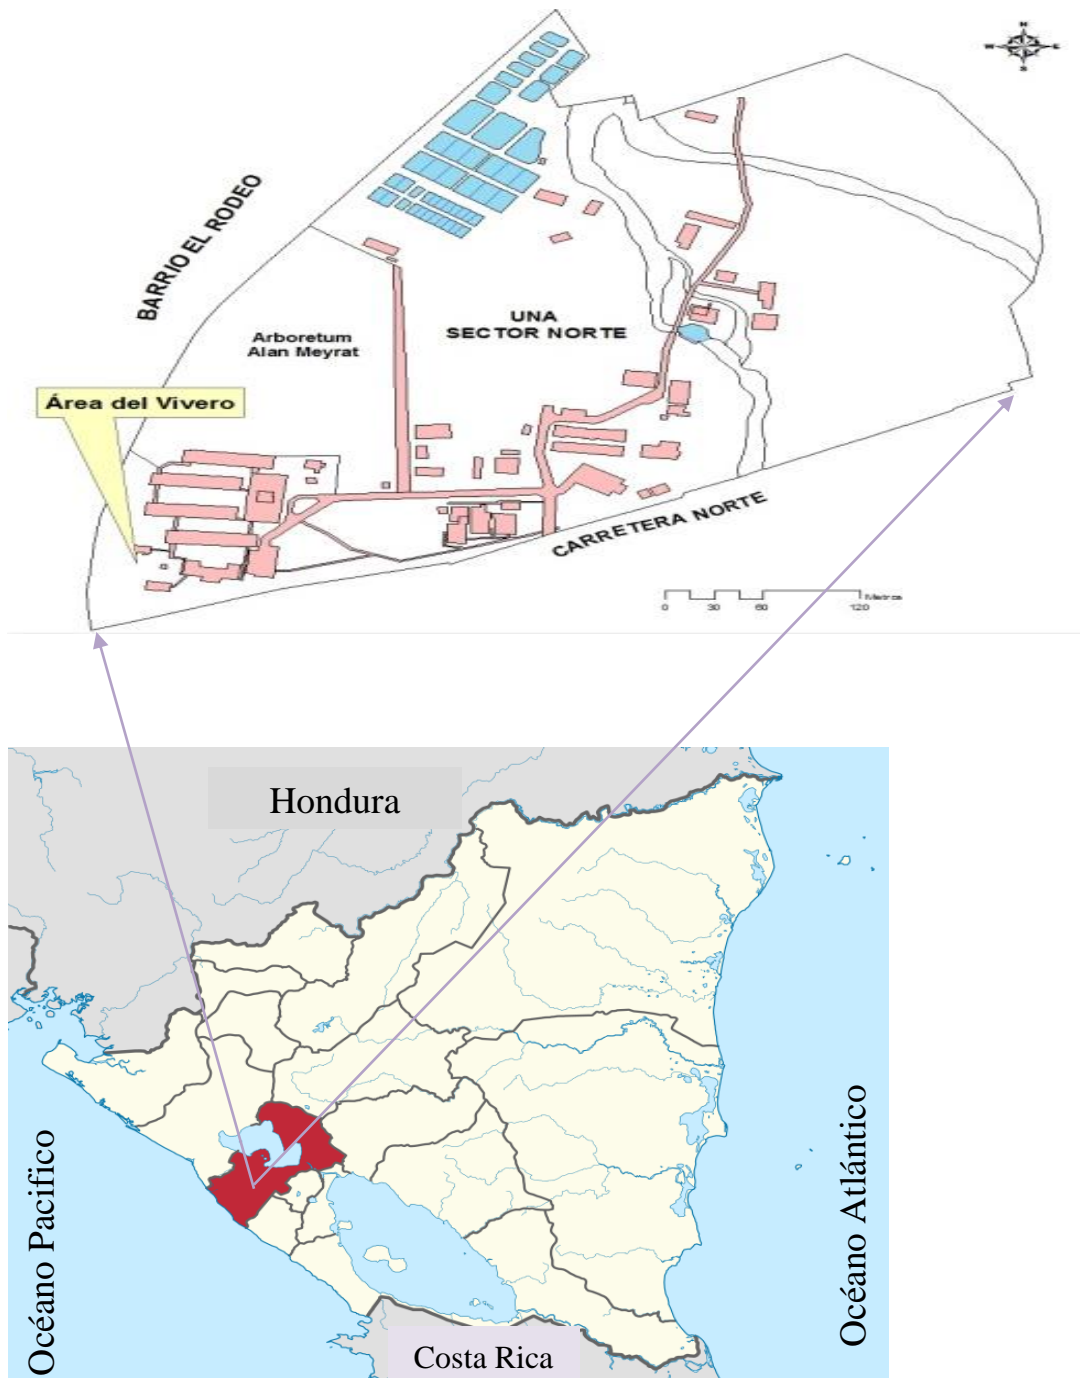 N
W
E
S
BARRIO EL RODEO
UNA
SECTOR NORTE
Arboretum
Alan Meyrat
Área del Vivero
CARRETERA NORTE
Metros
0 30 60 120
Hondura
Océano Pacifico
Océano Atlántico
Costa Rica